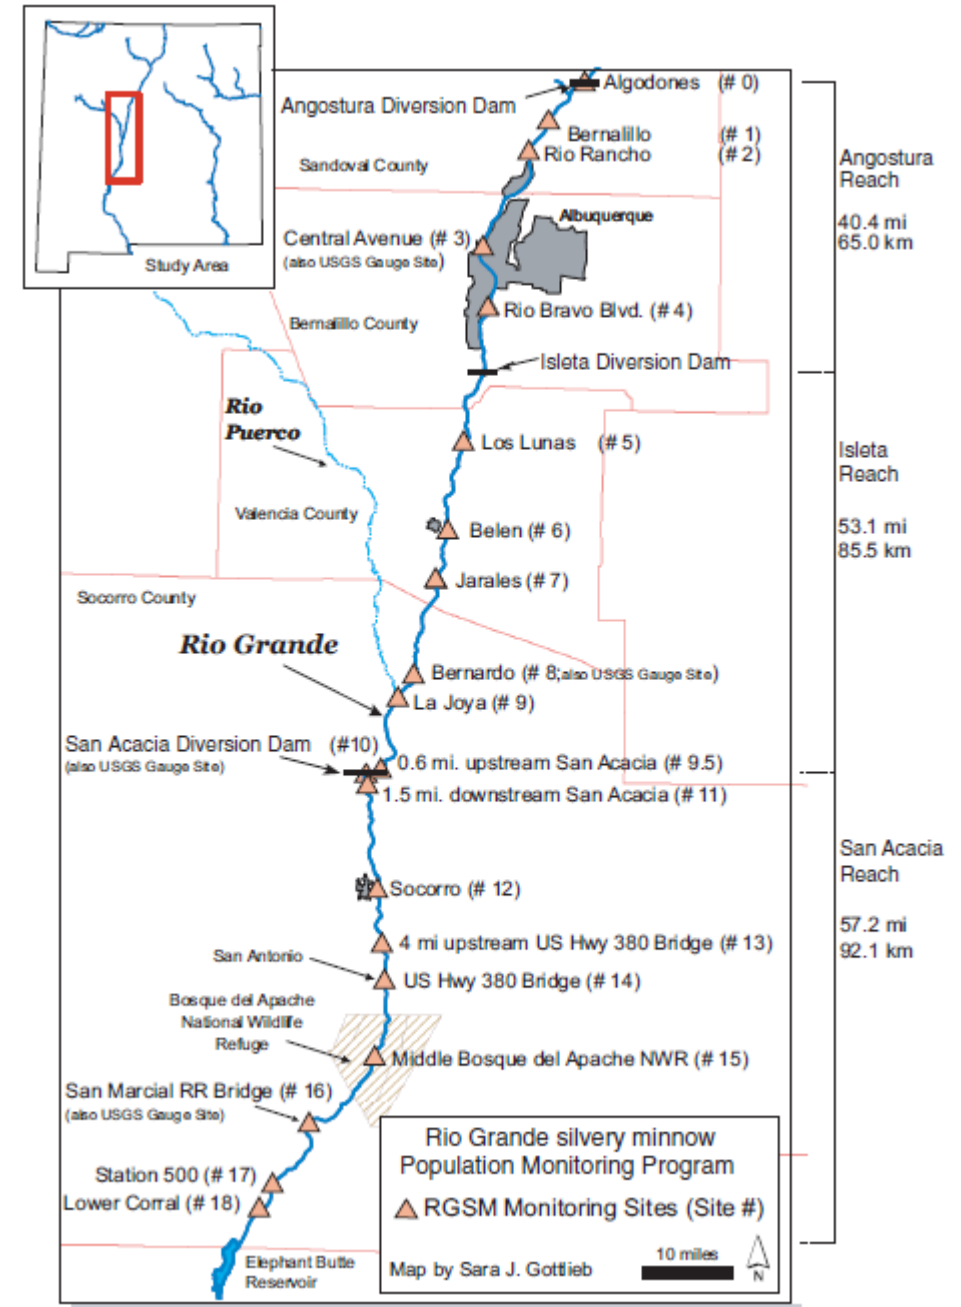 Study Area
Algodones (# 0)
Angostura Diversion Dam
Bernalillo (# 1)
Rio Rancho (# 2)
Sandoval County
Angostura
Reach
40.4 mi
65.0 km
Albuquerque
Central Avenue (# 3)
(also USGS Gauge Site)
Rio Bravo Blvd. (# 4)
Bernalillo County
Isleta Diversion Dam
Rio
Puerco
Los Lunas (# 5)
Isleta
Reach
53.1 mi
85.5 km
Valencia County
Belen (# 6)
Jarales (# 7)
Socorro County
Rio Grande
Bernardo (# 8;also USGS Gauge Site)
La Joya (# 9)
San Acacia Diversion Dam (#10)
(also USGS Gauge Site)
0.6 mi. upstream San Acacia (# 9.5)
1.5 mi. downstream San Acacia (# 11)
San Acacia
Reach
57.2 mi
92.1 km
Socorro (# 12)
4 mi upstream US Hwy 380 Bridge (# 13)
San Antonio
US Hwy 380 Bridge (# 14)
Bosque del Apache
National Wildlife
Refuge
Middle Bosque del Apache NWR (# 15)
San Marcial RR Bridge (# 16)
(also USGS Gauge Site)
Station 500 (# 17)
Lower Corral (# 18)
Elephant Butte
Reservoir
Rio Grande silvery minnow
Population Monitoring Program
RGSM Monitoring Sites (Site #)
10 miles
Map by Sara J. Gottlieb
N